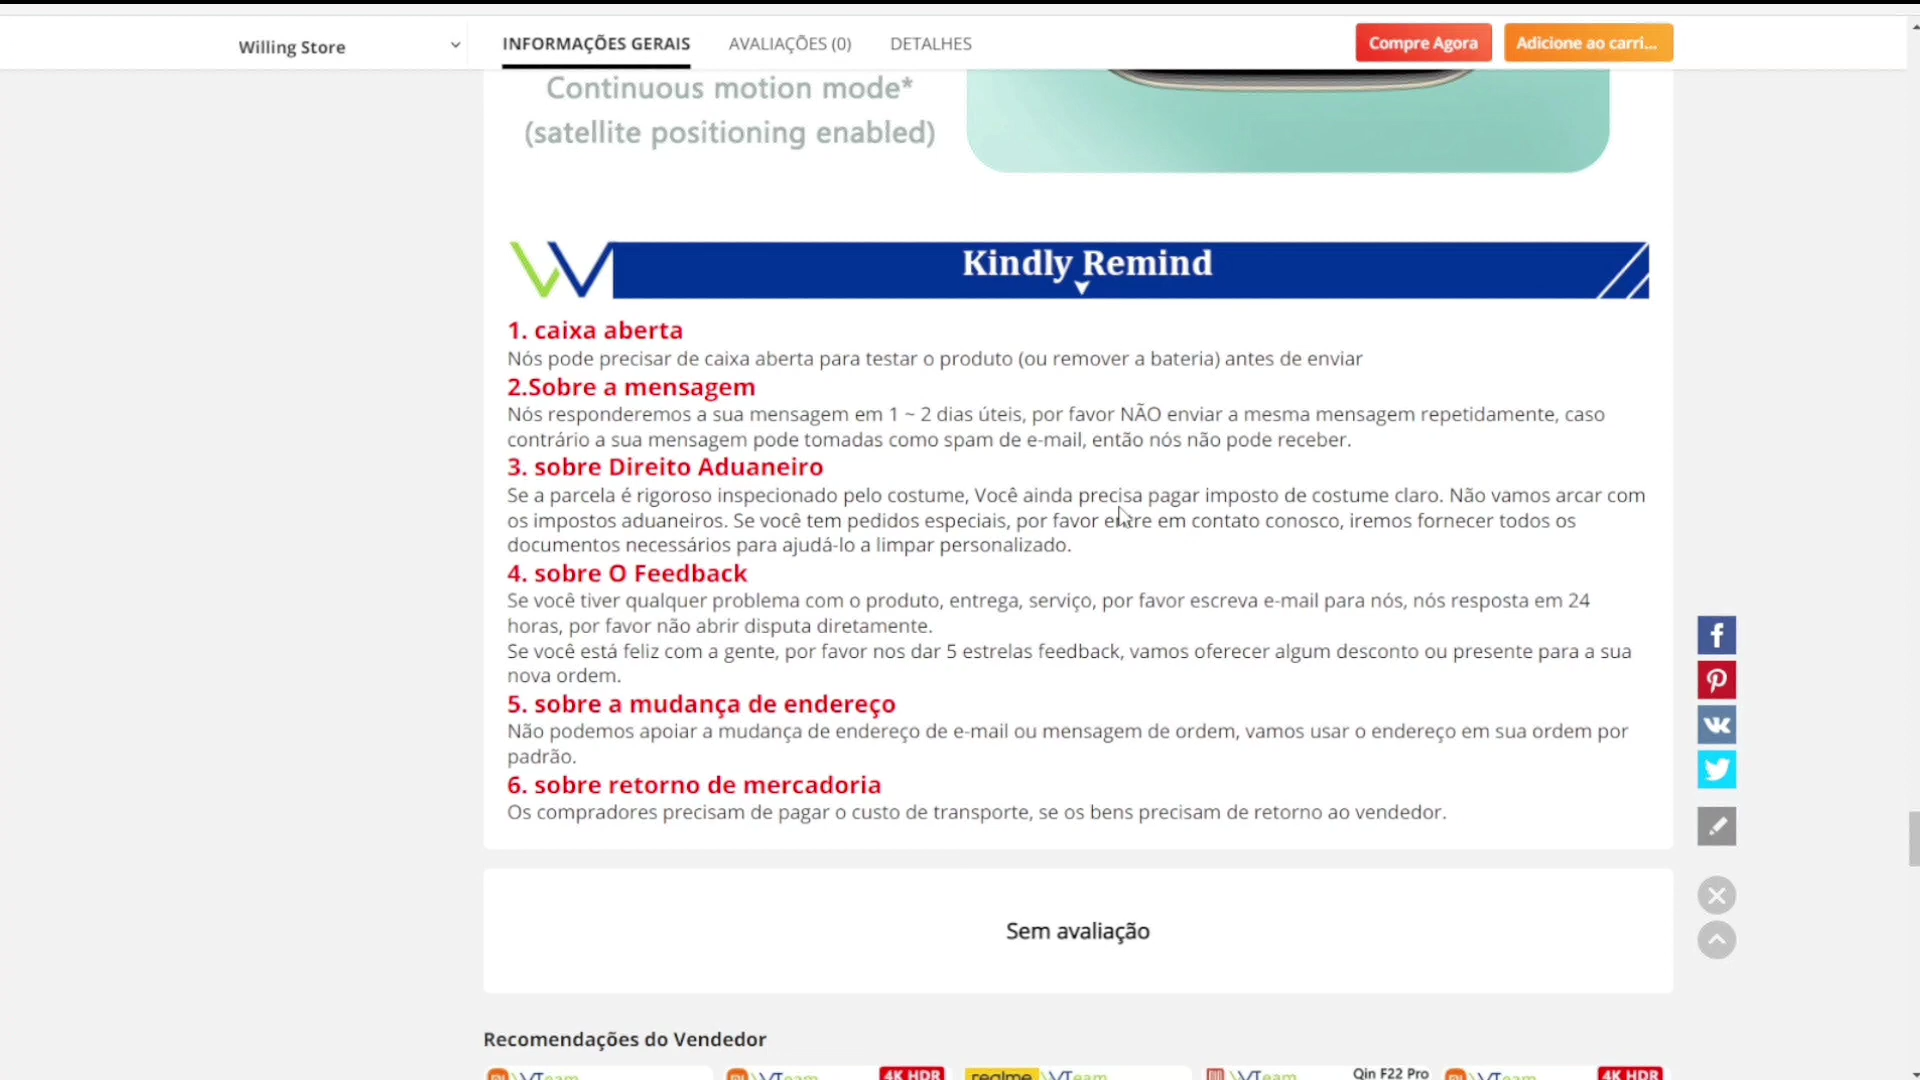 Willing Store
INFORMAÇÕES GERAIS
AVALIAÇÕES (0)
DETALHES
Compre Agora
Adicione ao carri...
Continuous motion mode*
(satellite positioning enabled)
Kindly Remind
1. caixa aberta
Nós pode precisar de caixa aberta para testar o produto (ou remover a bateria) antes de enviar
2.Sobre a mensagem
Nós responderemos a sua mensagem em 1 ~ 2 dias úteis, por favor NÃO enviar a mesma mensagem repetidamente, caso
contrário a sua mensagem pode tomadas como spam de e-mail, então nós não pode receber.
3. sobre Direito Aduaneiro
Se a parcela é rigoroso inspecionado pelo costume, Você ainda precisa pagar imposto de costume claro. Não vamos arcar com
os impostos aduaneiros. Se você tem pedidos especiais, por favor entre em contato conosco, iremos fornecer todos os
documentos necessários para ajudá-lo a limpar personalizado.
4. sobre O Feedback
Se você tiver qualquer problema com o produto, entrega, serviço, por favor escreva e-mail para nós, nós resposta em 24
horas, por favor não abrir disputa diretamente.
Se você está feliz com a gente, por favor nos dar 5 estrelas feedback, vamos oferecer algum desconto ou presente para a sua
nova ordem.
5. sobre a mudança de endereço
Não podemos apoiar a mudança de endereço de e-mail ou mensagem de ordem, vamos usar o endereço em sua ordem por
padrão.
6. sobre retorno de mercadoria
Os compradores precisam de pagar o custo de transporte, se os bens precisam de retorno ao vendedor.
Sem avaliação
Recomendações do Vendedor
4K HDR
realme
Qin F22 Pro
4K HDR